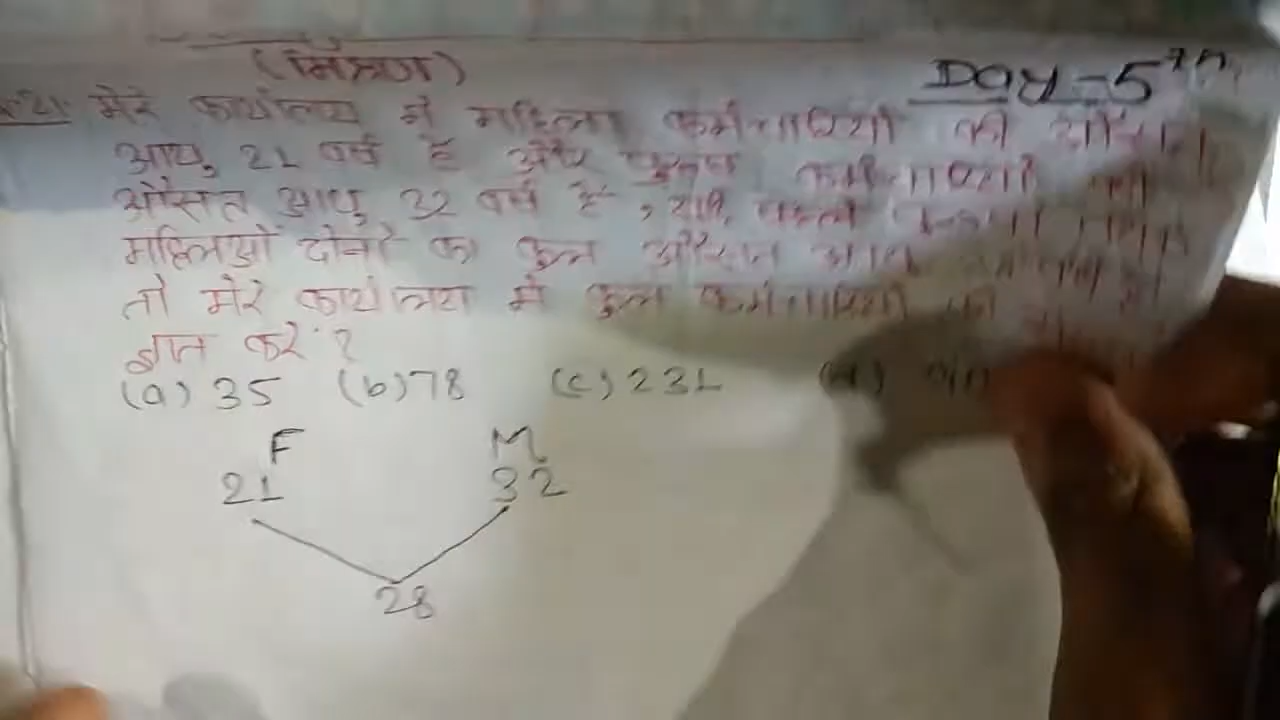 (मिश्रण)
Day-5th
मेरे कार्यालय में महिला कर्मचारियों की औसत
आयु 21 वर्ष है और पुरुष कर्मचारियों की
औसत आयु 32 वर्ष है, यदि
महिलाओं दोनों का कुल औसत आयु
तो मेरे कार्यालय में कुल कर्मचारियों की
ज्ञात करें ?
(a) 35 (b) 78 (c) 231 (d)
F M
21 32
28